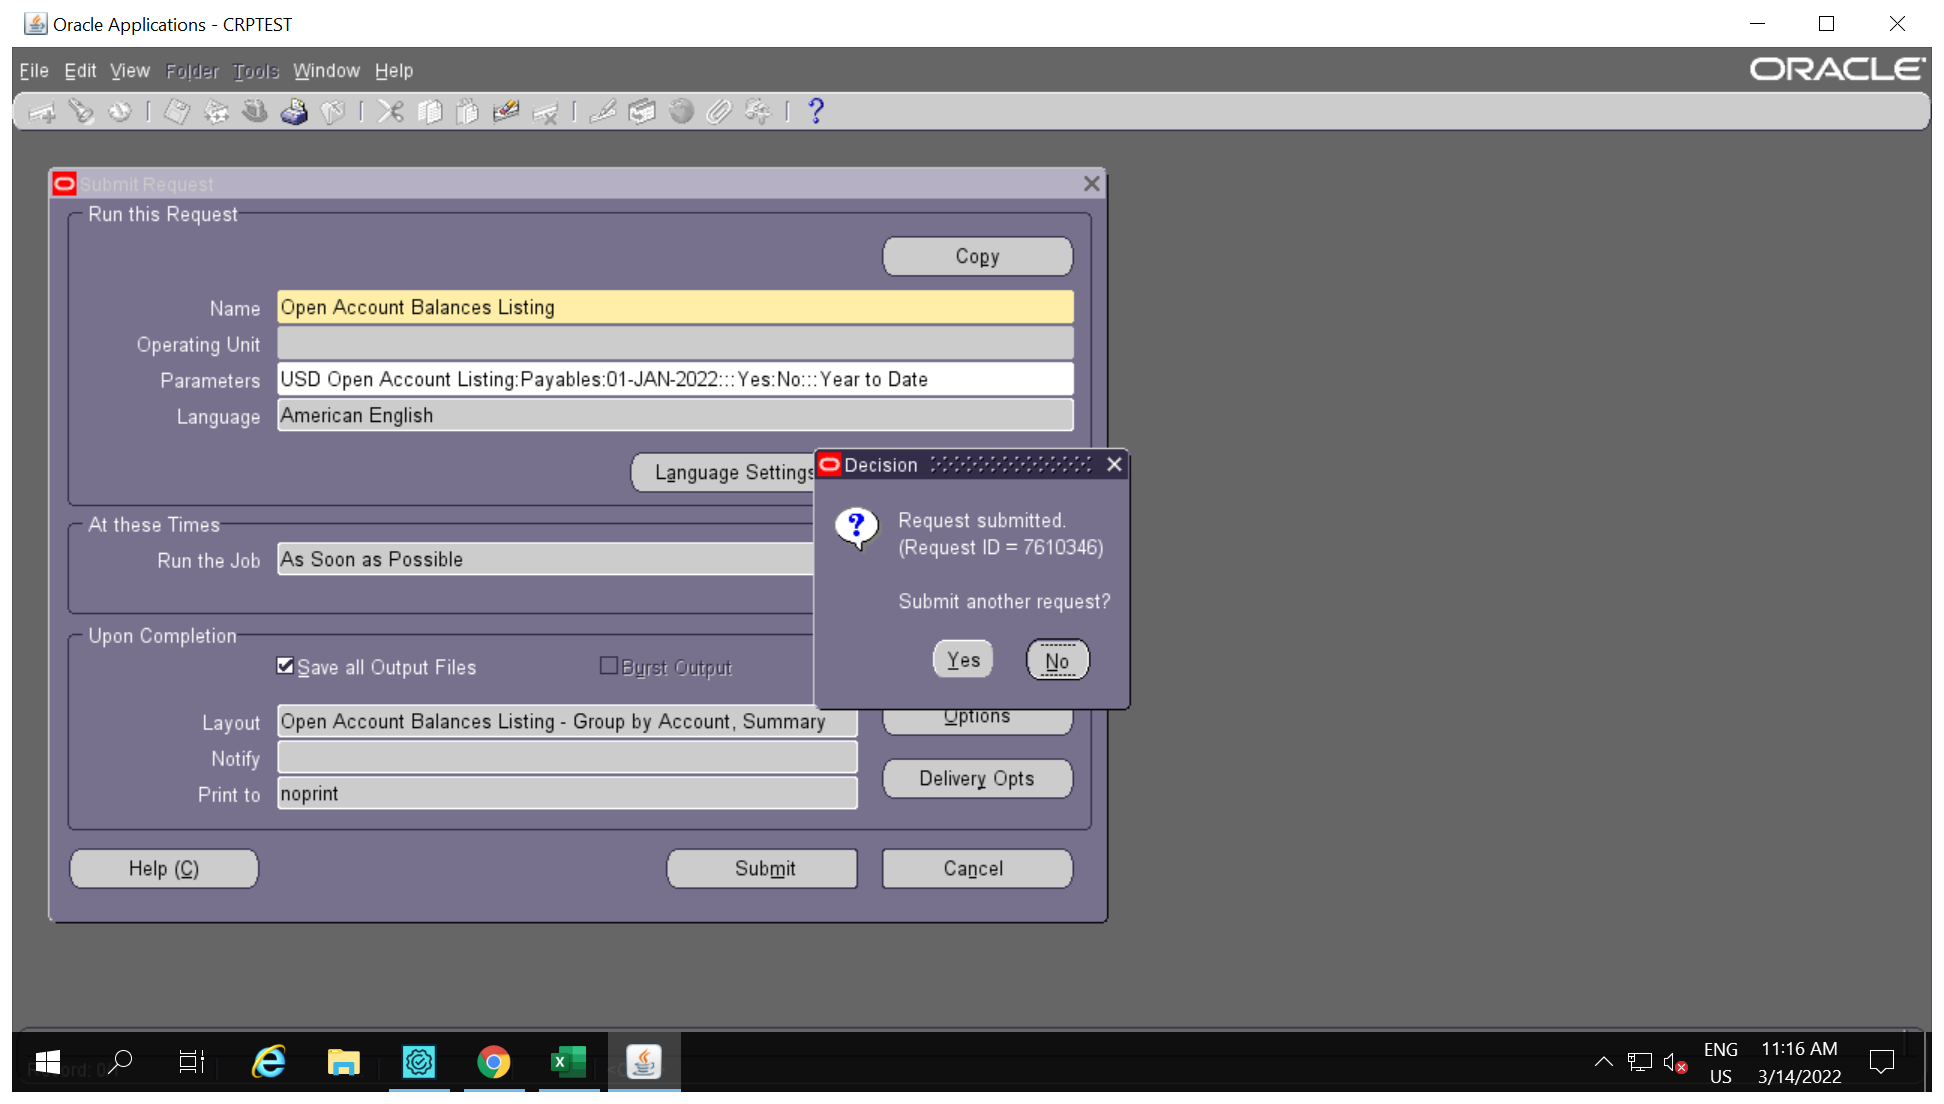 Oracle Applications - CRPTEST
File Edit View Folder Tools Window Help
ORACLE
Submit Request
Run this Request
Copy
Name Open Account Balances Listing
Operating Unit
Parameters USD Open Account Listing:Payables:01-JAN-2022:::Yes:No:::Year to Date
Language American English
Language Settings
Decision
Request submitted.
(Request ID = 7610346)
Submit another request?
Yes No
At these Times
Run the Job As Soon as Possible
Upon Completion
Save all Output Files Burst Output
Layout Open Account Balances Listing - Group by Account, Summary
Options
Notify
Print to noprint
Delivery Opts
Help (C) Submit Cancel
ENG 11:16 AM
US 3/14/2022